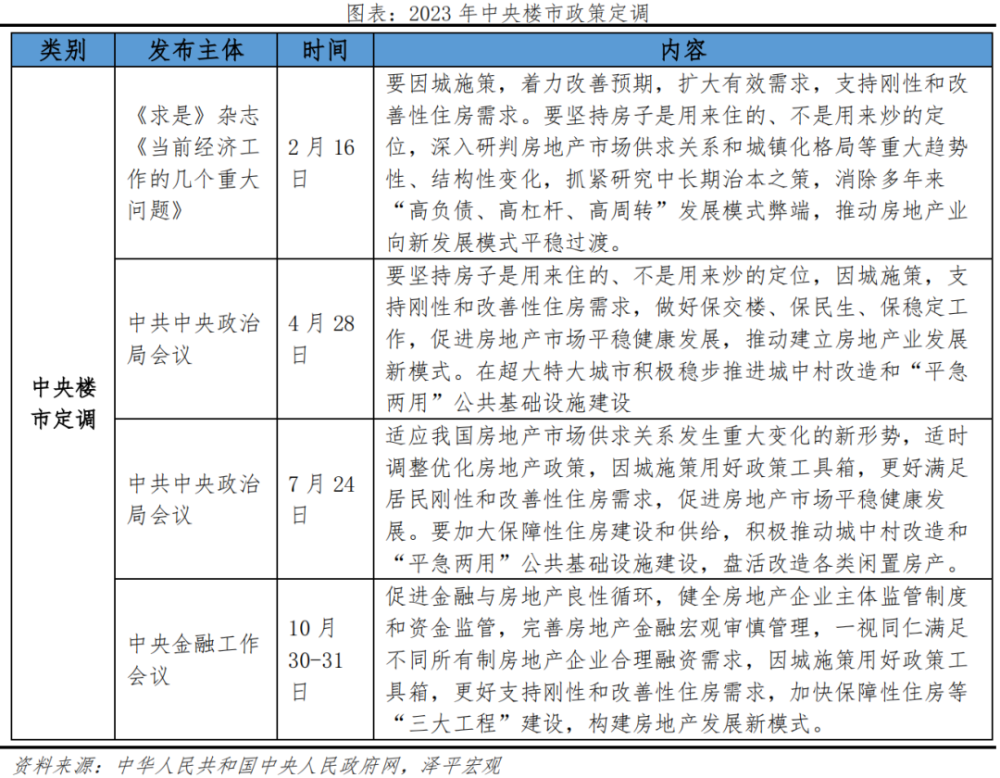 图表：2023 年中央楼市政策定调
类别
发布主体
时间
内容
中央楼
市定调
《求是》杂志
《当前经济工
作的几个重大
问题》
2 月 16
日
要因城施策，着力改善预期，扩大有效需求，支持刚性和改
善性住房需求。要坚持房子是用来住的、不是用来炒的定
位，深入研判房地产市场供求关系和城镇化格局等重大趋势
性、结构性变化，抓紧研究中长期治本之策，消除多年来
“高负债、高杠杆、高周转”发展模式弊端，推动房地产业
向新发展模式平稳过渡。
中共中央政治
局会议
4 月 28
日
要坚持房子是用来住的、不是用来炒的定位，因城施策，支
持刚性和改善性住房需求，做好保交楼、保民生、保稳定工
作，促进房地产市场平稳健康发展，推动建立房地产业发展
新模式。在超大特大城市积极稳步推进城中村改造和“平急
两用”公共基础设施建设
中共中央政治
局会议
7 月 24
日
适应我国房地产市场供求关系发生重大变化的新形势，适时
调整优化房地产政策，因城施策用好政策工具箱，更好满足
居民刚性和改善性住房需求，促进房地产市场平稳健康发
展。要加大保障性住房建设和供给，积极推动城中村改造和
“平急两用”公共基础设施建设，盘活改造各类闲置房产。
中央金融工作
会议
10 月
30-31
日
促进金融与房地产良性循环，健全房地产企业主体监管制度
和资金监管，完善房地产金融宏观审慎管理，一视同仁满足
不同所有制房地产企业合理融资需求，因城施策用好政策工
具箱，更好支持刚性和改善性住房需求，加快保障性住房等
“三大工程”建设，构建房地产发展新模式。
资料来源：中华人民共和国中央人民政府网，泽平宏观